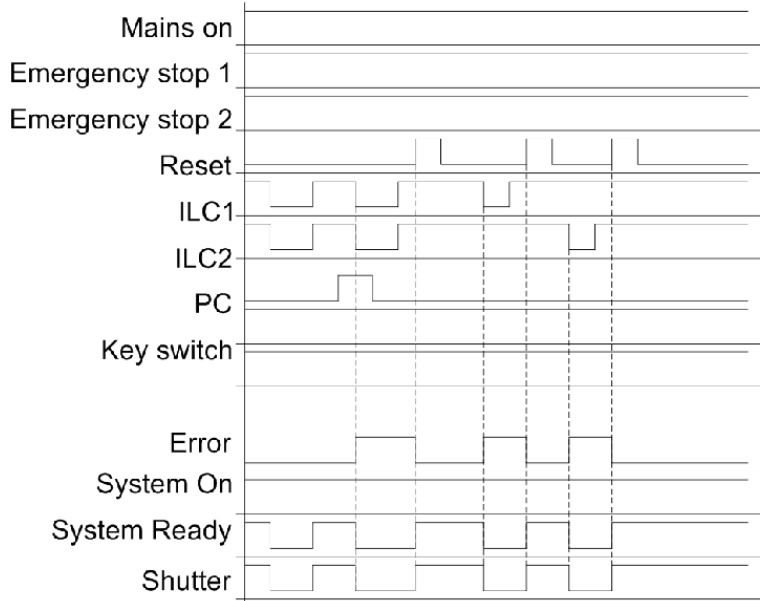 Mains on
Emergency stop 1
Emergency stop 2
Reset
ILC1
ILC2
PC
Key switch
Error
System On
System Ready
Shutter